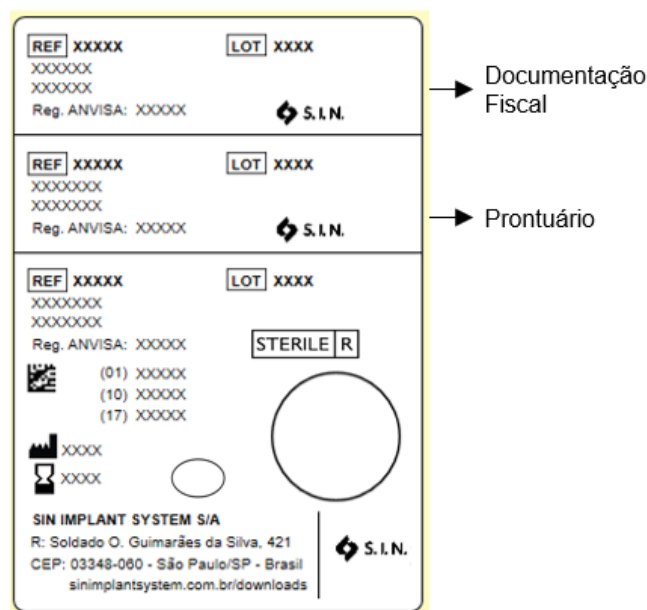 REF XXXXX LOT XXXX
XXXXXX
XXXXXX
Reg. ANVISA: XXXXX S.I.N.
Documentação
Fiscal
REF XXXXX LOT XXXX
XXXXXXX
XXXXXXX
Reg. ANVISA: XXXXX S.I.N.
Prontuário
REF XXXXX LOT XXXX
XXXXXXX
XXXXXXX
Reg. ANVISA: XXXXX
STERILE R
(01) XXXXX
(10) XXXXX
(17) XXXXX
XXXX
XXXX
SIN IMPLANT SYSTEM S/A
R: Soldado O. Guimarães da Silva, 421
CEP: 03348-060 - São Paulo/SP - Brasil
sinimplantsystem.com.br/downloads
S.I.N.